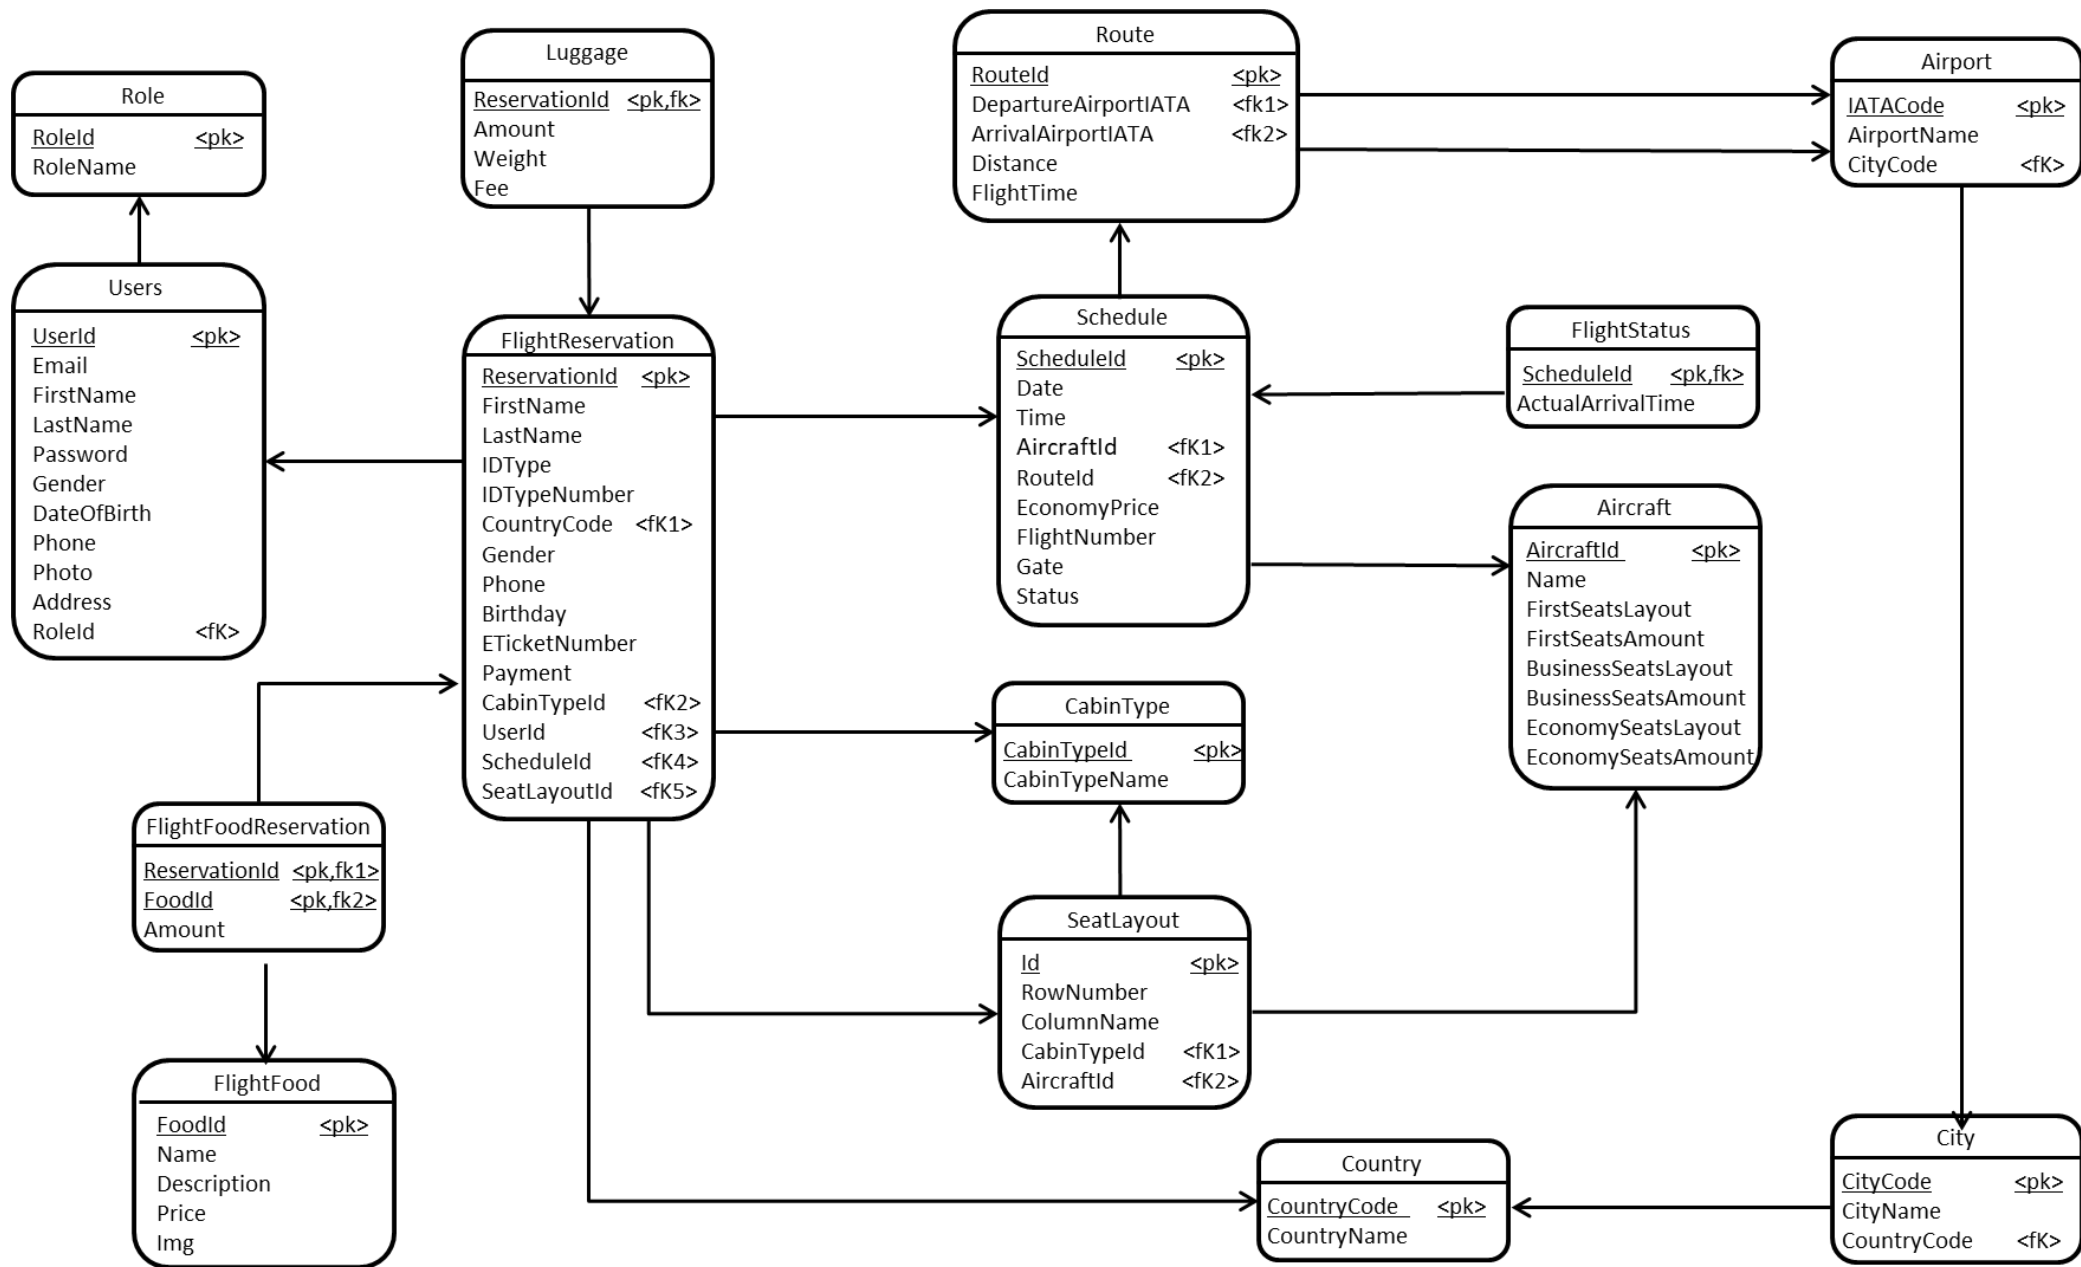 Role
RoleId <pk>
RoleName
Users
UserId <pk>
Email
FirstName
LastName
Password
Gender
DateOfBirth
Phone
Photo
Address
RoleId <fK>
FlightFoodReservation
ReservationId <pk,fk1>
FoodId <pk,fk2>
Amount
FlightFood
FoodId <pk>
Name
Description
Price
Img
Luggage
ReservationId <pk,fk>
Amount
Weight
Fee
FlightReservation
ReservationId <pk>
FirstName
LastName
IDType
IDTypeNumber
CountryCode <fK1>
Gender
Phone
Birthday
ETicketNumber
Payment
CabinTypeId <fK2>
UserId <fK3>
ScheduleId <fK4>
SeatLayoutId <fK5>
Route
RouteId <pk>
DepartureAirportIATA <fk1>
ArrivalAirportIATA <fk2>
Distance
FlightTime
Schedule
ScheduleId <pk>
Date
Time
AircraftId <fK1>
RouteId <fK2>
EconomyPrice
FlightNumber
Gate
Status
CabinType
CabinTypeId <pk>
CabinTypeName
SeatLayout
Id <pk>
RowNumber
ColumnName
CabinTypeId <fK1>
AircraftId <fK2>
FlightStatus
ScheduleId <pk,fk>
ActualArrivalTime
Aircraft
AircraftId <pk>
Name
FirstSeatsLayout
FirstSeatsAmount
BusinessSeatsLayout
BusinessSeatsAmount
EconomySeatsLayout
EconomySeatsAmount
Country
CountryCode <pk>
CountryName
Airport
IATACode <pk>
AirportName
CityCode <fK>
City
CityCode <pk>
CityName
CountryCode <fK>